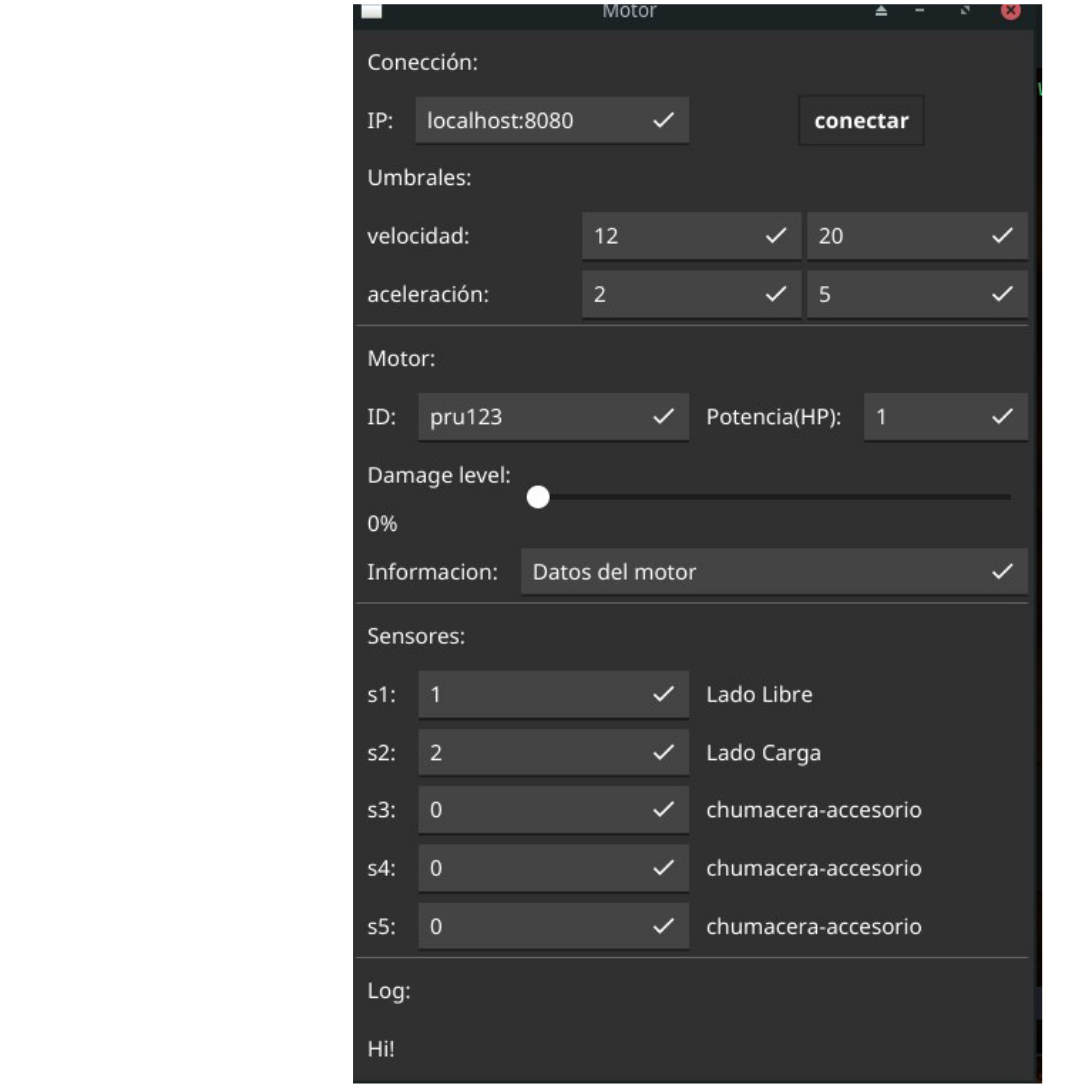 Motor
Conección:
IP: localhost:8080 conectar
Umbrales:
velocidad: 12 20
aceleración: 2 5
Motor:
ID: pru123 Potencia(HP): 1
Damage level:
0%
Informacion: Datos del motor
Sensores:
s1: 1 Lado Libre
s2: 2 Lado Carga
s3: 0 chumacera-accesorio
s4: 0 chumacera-accesorio
s5: 0 chumacera-accesorio
Log:
Hi!